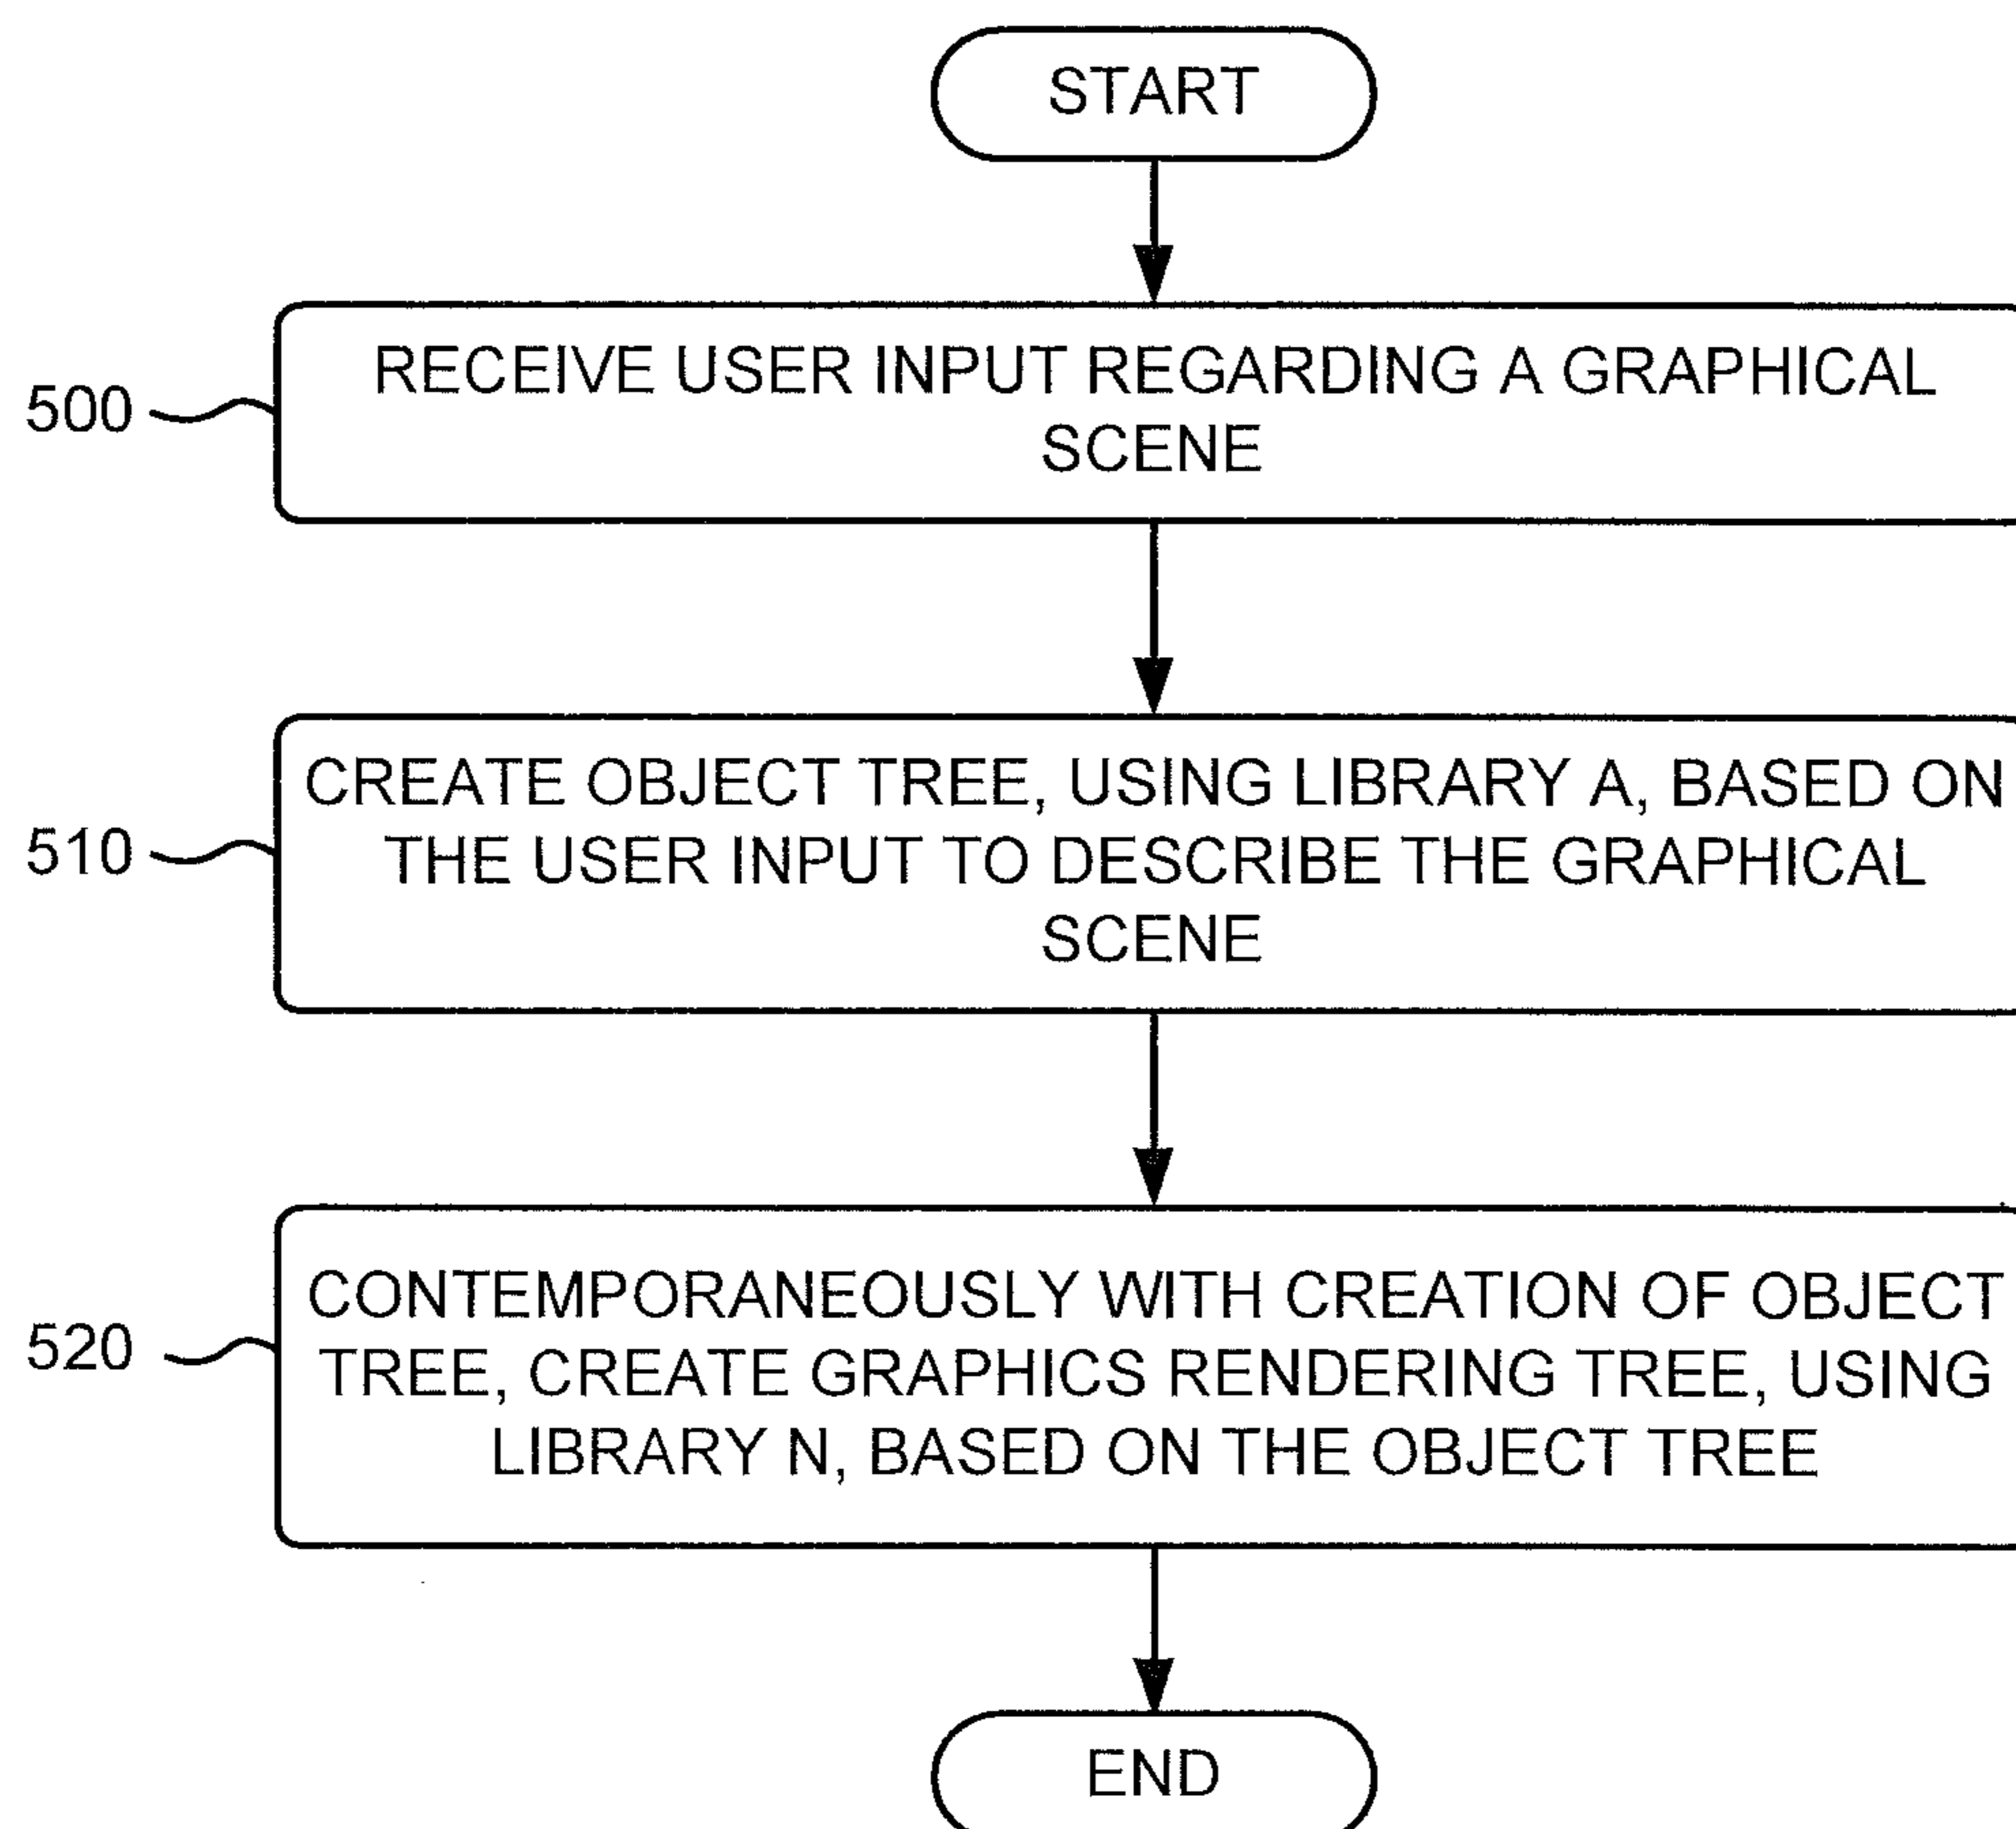 START
500
RECEIVE USER INPUT REGARDING A GRAPHICAL
SCENE
510
CREATE OBJECT TREE, USING LIBRARY A, BASED ON
THE USER INPUT TO DESCRIBE THE GRAPHICAL
SCENE
520
CONTEMPORANEOUSLY WITH CREATION OF OBJECT
TREE, CREATE GRAPHICS RENDERING TREE, USING
LIBRARY N, BASED ON THE OBJECT TREE
END